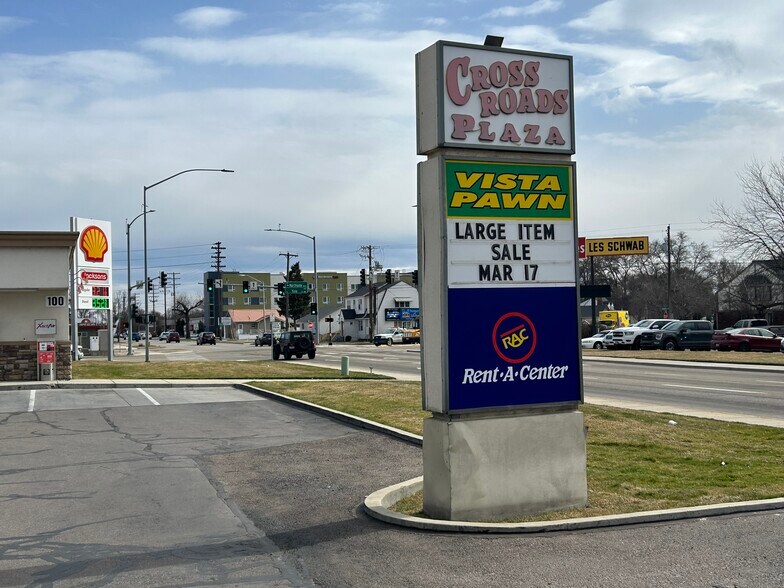 CROSS
ROADS
PLAZA
VISTA
PAWN
LARGE ITEM
SALE
MAR 17
RAC
Rent-A-Center
LES SCHWAB
Jacksons
100